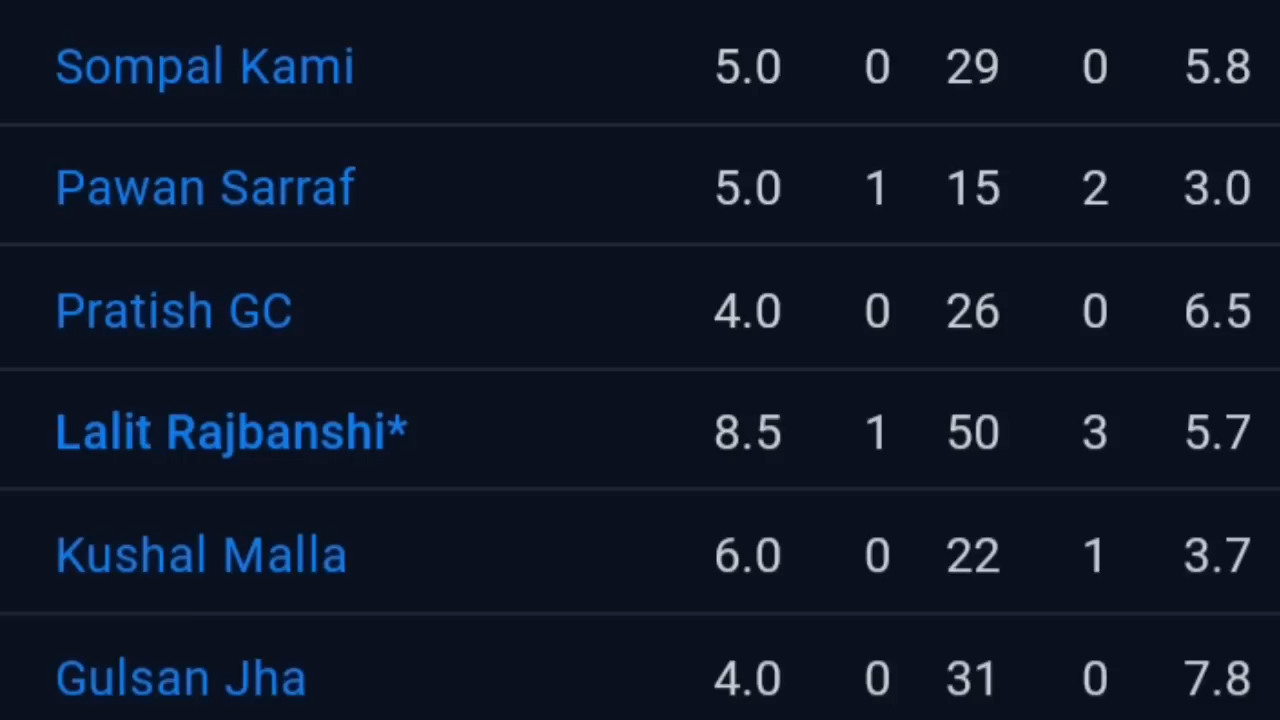 Sompal Kami 5.0 0 29 0 5.8
Pawan Sarraf 5.0 1 15 2 3.0
Pratish GC 4.0 0 26 0 6.5
Lalit Rajbanshi* 8.5 1 50 3 5.7
Kushal Malla 6.0 0 22 1 3.7
Gulsan Jha 4.0 0 31 0 7.8